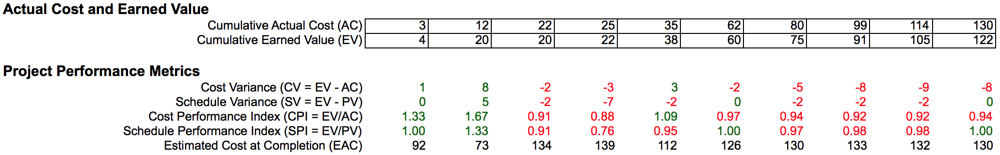 Actual Cost and Earned Value
Cumulative Actual Cost (AC) 3 12 22 25 35 62 80 99 114 130
Cumulative Earned Value (EV) 4 20 20 22 38 60 75 91 105 122
Project Performance Metrics
Cost Variance (CV = EV - AC) 1 8 -2 -3 3 -2 -5 -8 -9 -8
Schedule Variance (SV = EV - PV) 0 5 -2 -7 -2 0 -2 -2 -2 0
Cost Performance Index (CPI = EV/AC) 1.33 1.67 0.91 0.88 1.09 0.97 0.94 0.92 0.92 0.94
Schedule Performance Index (SPI = EV/PV) 1.00 1.33 0.91 0.76 0.95 1.00 0.97 0.98 0.98 1.00
Estimated Cost at Completion (EAC) 92 73 134 139 112 126 130 133 132 130